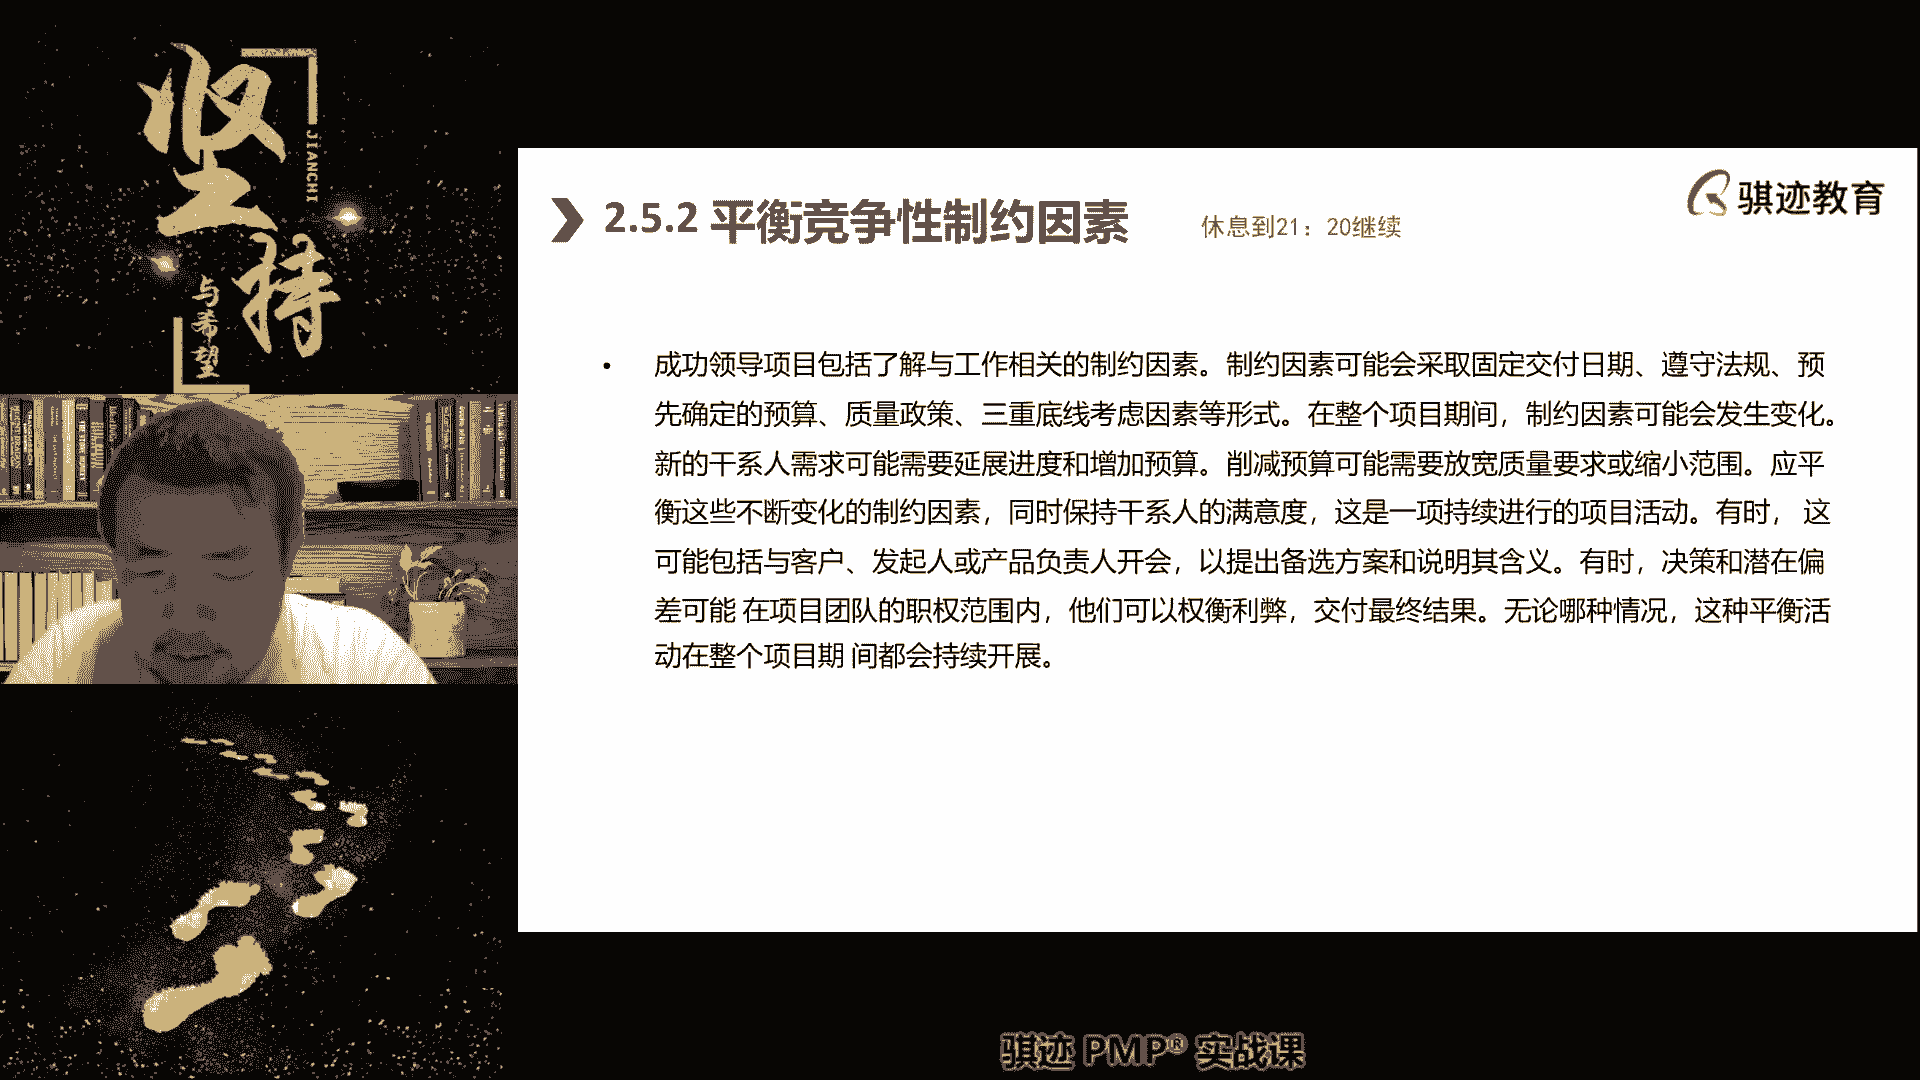 坚持
JIANCHI
与希望
2.5.2 平衡竞争性制约因素
休息到21：20继续
骐迹教育
• 成功领导项目包括了解与工作相关的制约因素。制约因素可能会采取固定交付日期、遵守法规、预
先确定的预算、质量政策、三重底线考虑因素等形式。在整个项目期间，制约因素可能会发生变化。
新的干系人需求可能需要延展进度和增加预算。削减预算可能需要放宽质量要求或缩小范围。应平
衡这些不断变化的制约因素，同时保持干系人的满意度，这是一项持续进行的项目活动。有时， 这
可能包括与客户、发起人或产品负责人开会，以提出备选方案和说明其含义。有时，决策和潜在偏
差可能 在项目团队的职权范围内，他们可以权衡利弊，交付最终结果。无论哪种情况，这种平衡活
动在整个项目期 间都会持续开展。
骐迹 PMP® 实战课